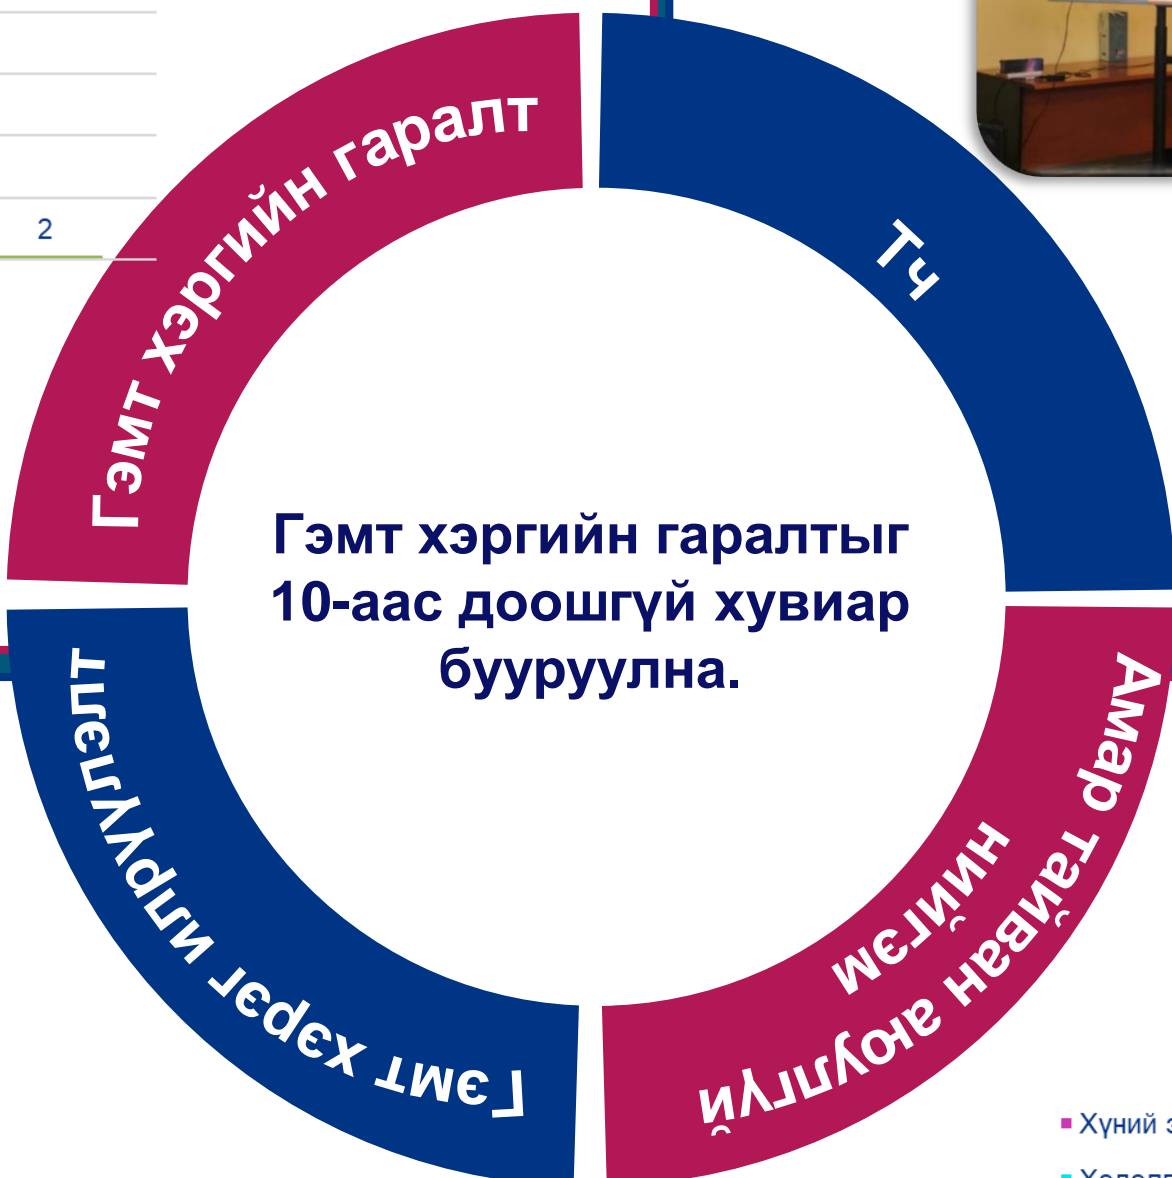 Гэмт хэргийн гаралт
Тч
2
Гэмт хэргийн гаралтыг
10-аас доошгүй хувиар
бууруулна.
Гэмт хэрэг илрүүлэлт
Амар тайван аюулгүй
нийгэм
Хүний